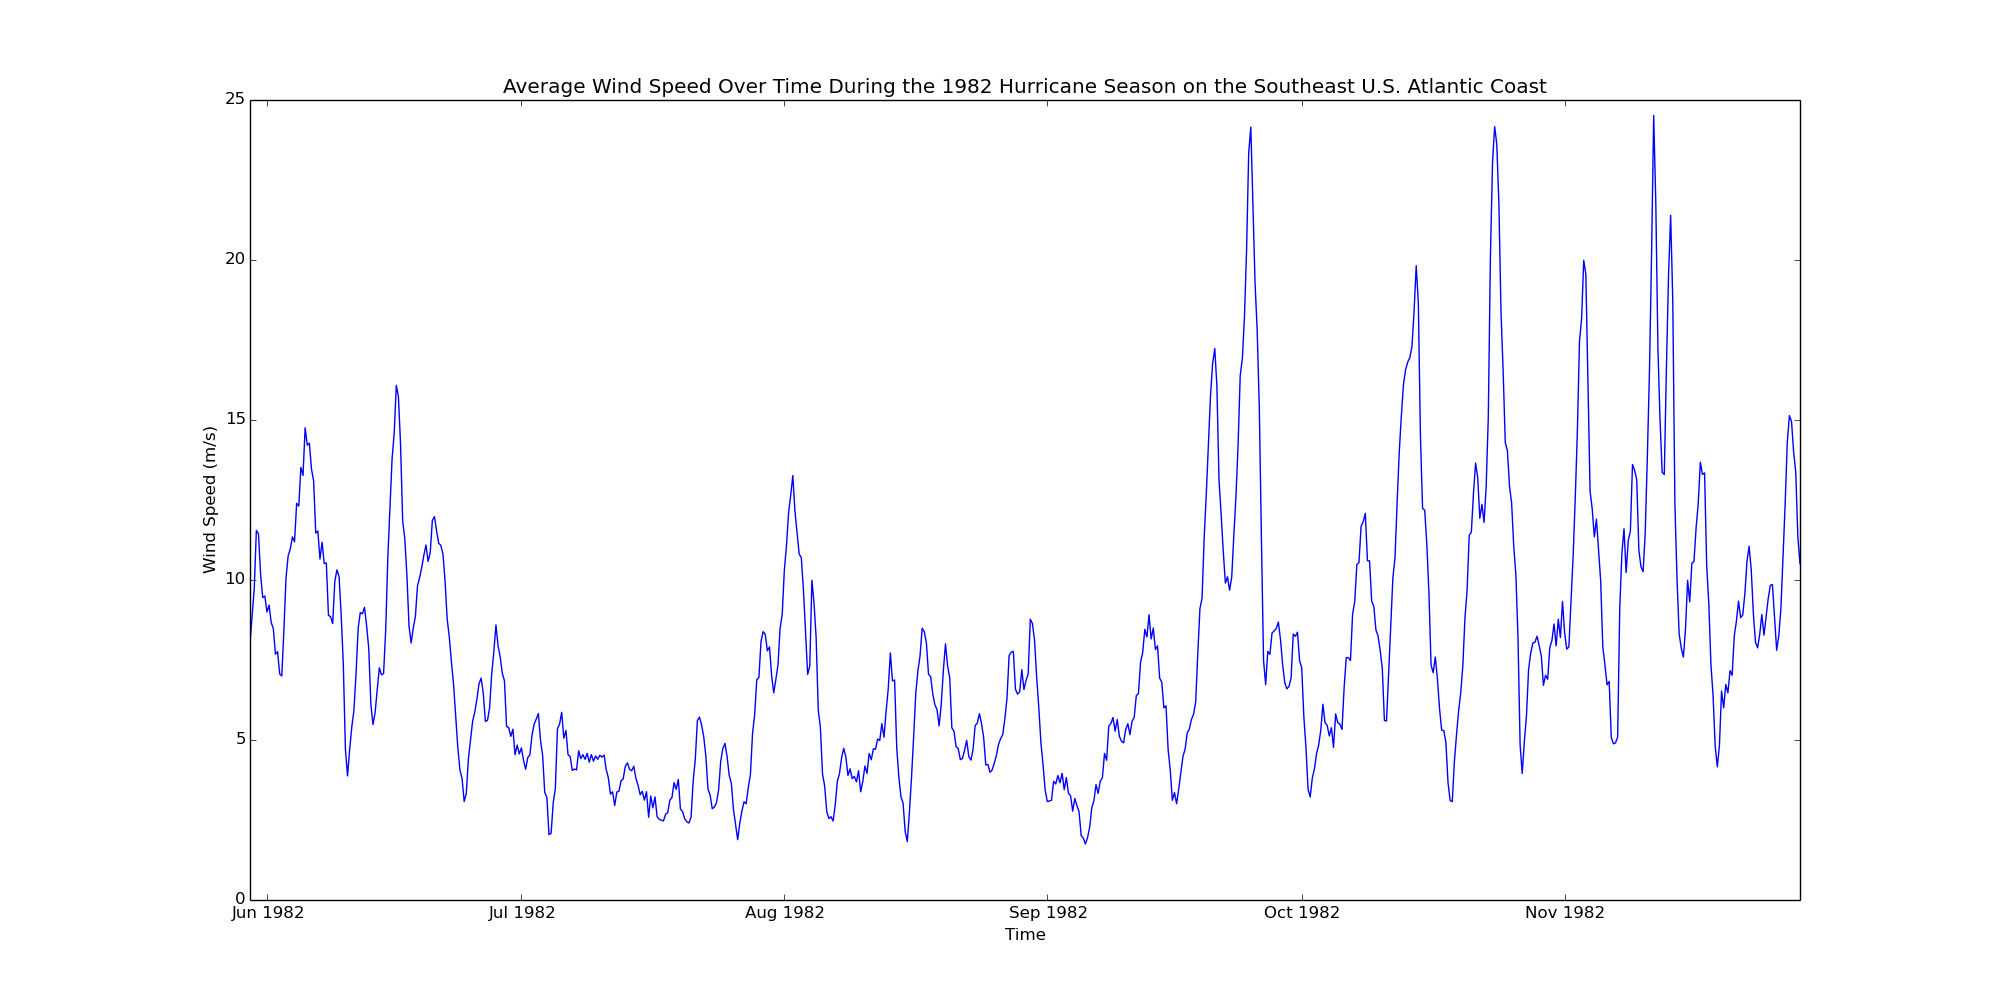 Average Wind Speed Over Time During the 1982 Hurricane Season on the Southeast U.S. Atlantic Coast
25
20
15
10
5
0
Wind Speed (m/s)
Jun 1982 Jul 1982 Aug 1982 Sep 1982 Oct 1982 Nov 1982
Time